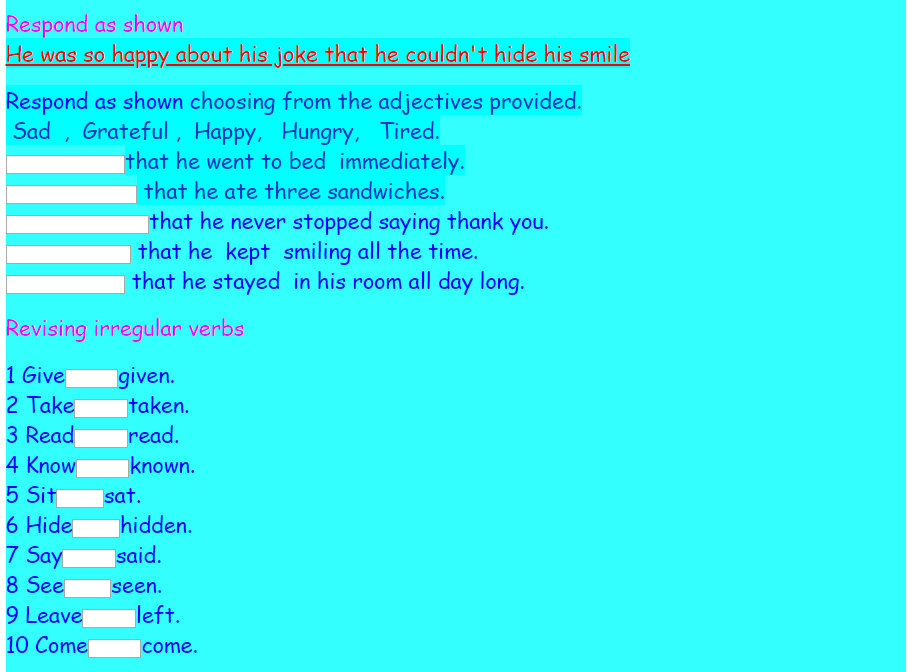 Respond as shown
He was so happy about his joke that he couldn't hide his smile
Respond as shown choosing from the adjectives provided.
Sad , Grateful , Happy, Hungry, Tired.
that he went to bed immediately.
that he ate three sandwiches.
that he never stopped saying thank you.
that he kept smiling all the time.
that he stayed in his room all day long.
Revising irregular verbs
1 Give given.
2 Take taken.
3 Read read.
4 Know known.
5 Sit sat.
6 Hide hidden.
7 Say said.
8 See seen.
9 Leave left.
10 Come come.